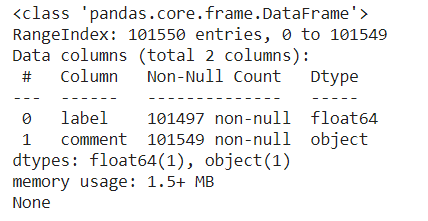 <class 'pandas.core.frame.DataFrame'>
RangeIndex: 101550 entries, 0 to 101549
Data columns (total 2 columns):
 #   Column   Non-Null Count   Dtype
---  ------   --------------   -----
 0   label    101497 non-null  float64
 1   comment  101549 non-null  object
dtypes: float64(1), object(1)
memory usage: 1.5+ MB
None